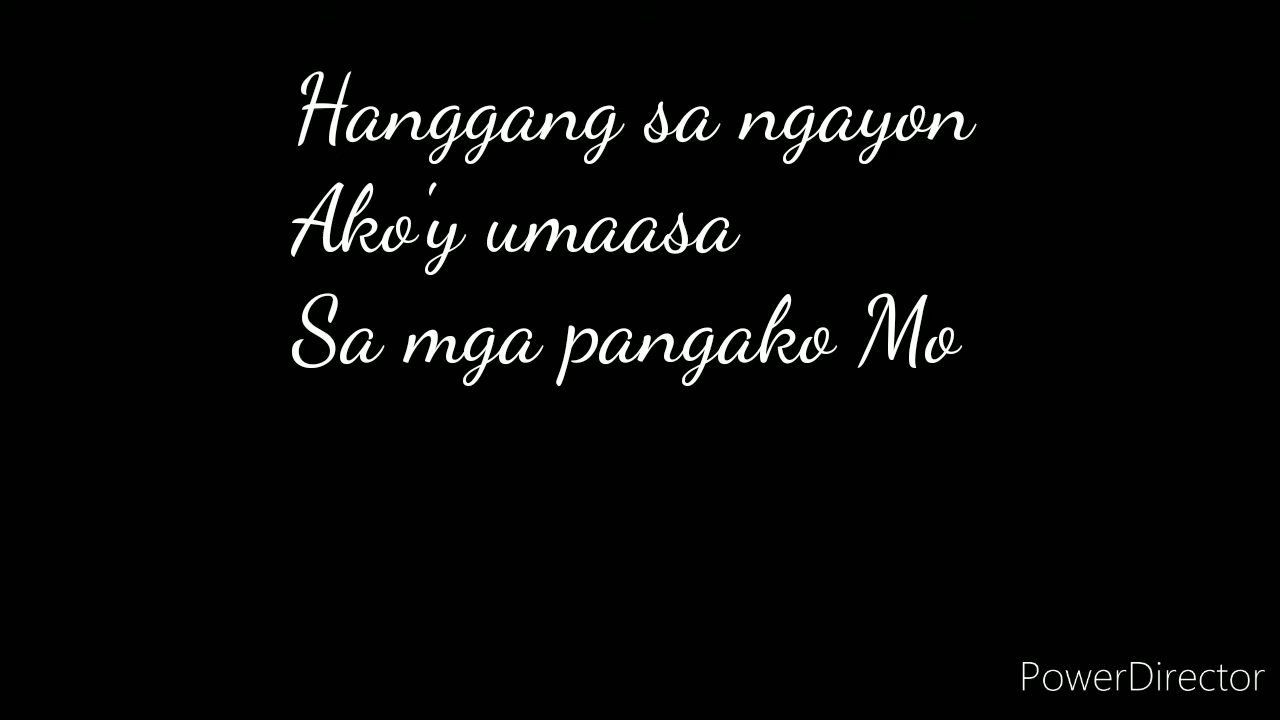 Hanggang sa ngayon
Ako'y umaasa
Sa mga pangako Mo
PowerDirector